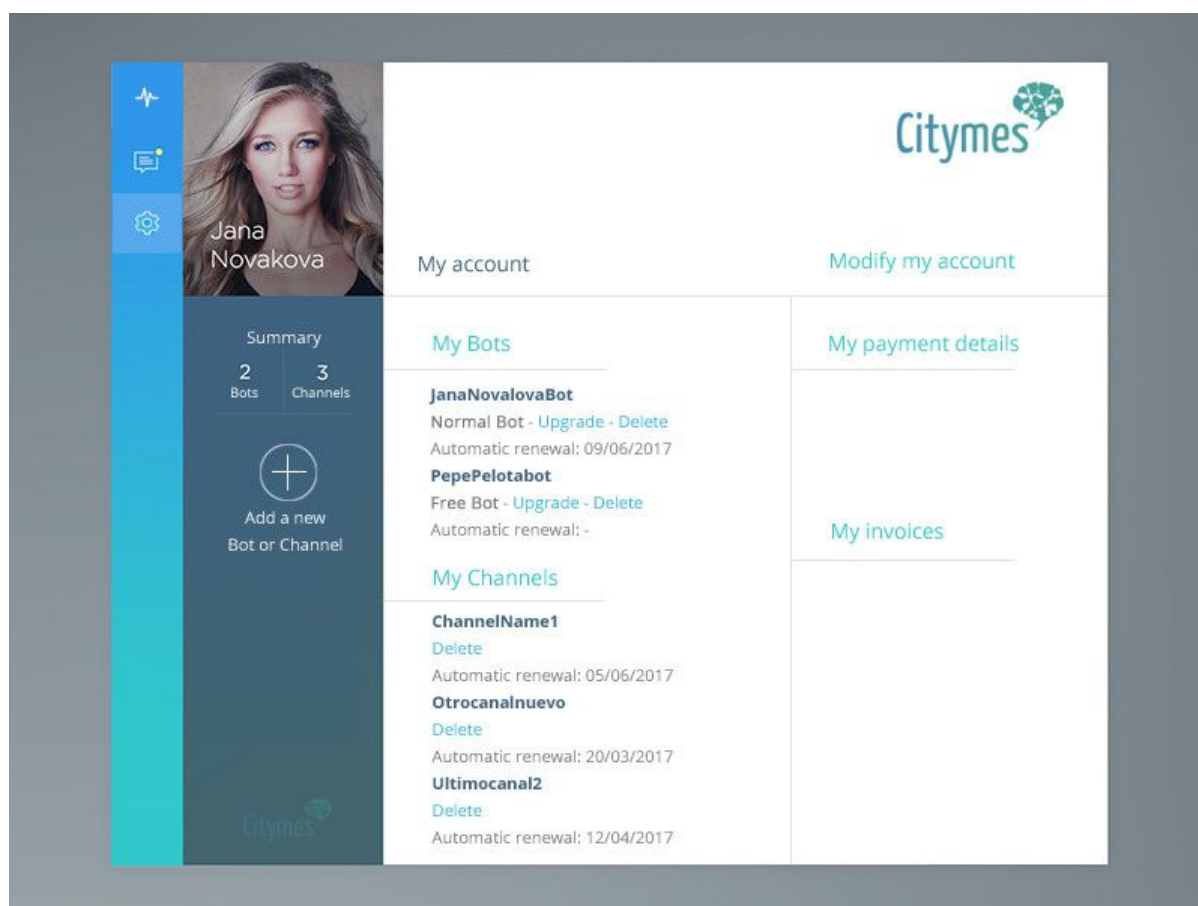 Jana
Novakova
Citymes
My account
Modify my account
Summary
2
Bots
3
Channels
Add a new
Bot or Channel
Citymes
My Bots
JanaNovalovaBot
Normal Bot - Upgrade - Delete
Automatic renewal: 09/06/2017
PepePelotabot
Free Bot - Upgrade - Delete
Automatic renewal: -
My Channels
ChannelName1
Delete
Automatic renewal: 05/06/2017
Otrocanalnuevo
Delete
Automatic renewal: 20/03/2017
Ultimocanal2
Delete
Automatic renewal: 12/04/2017
My payment details
My invoices